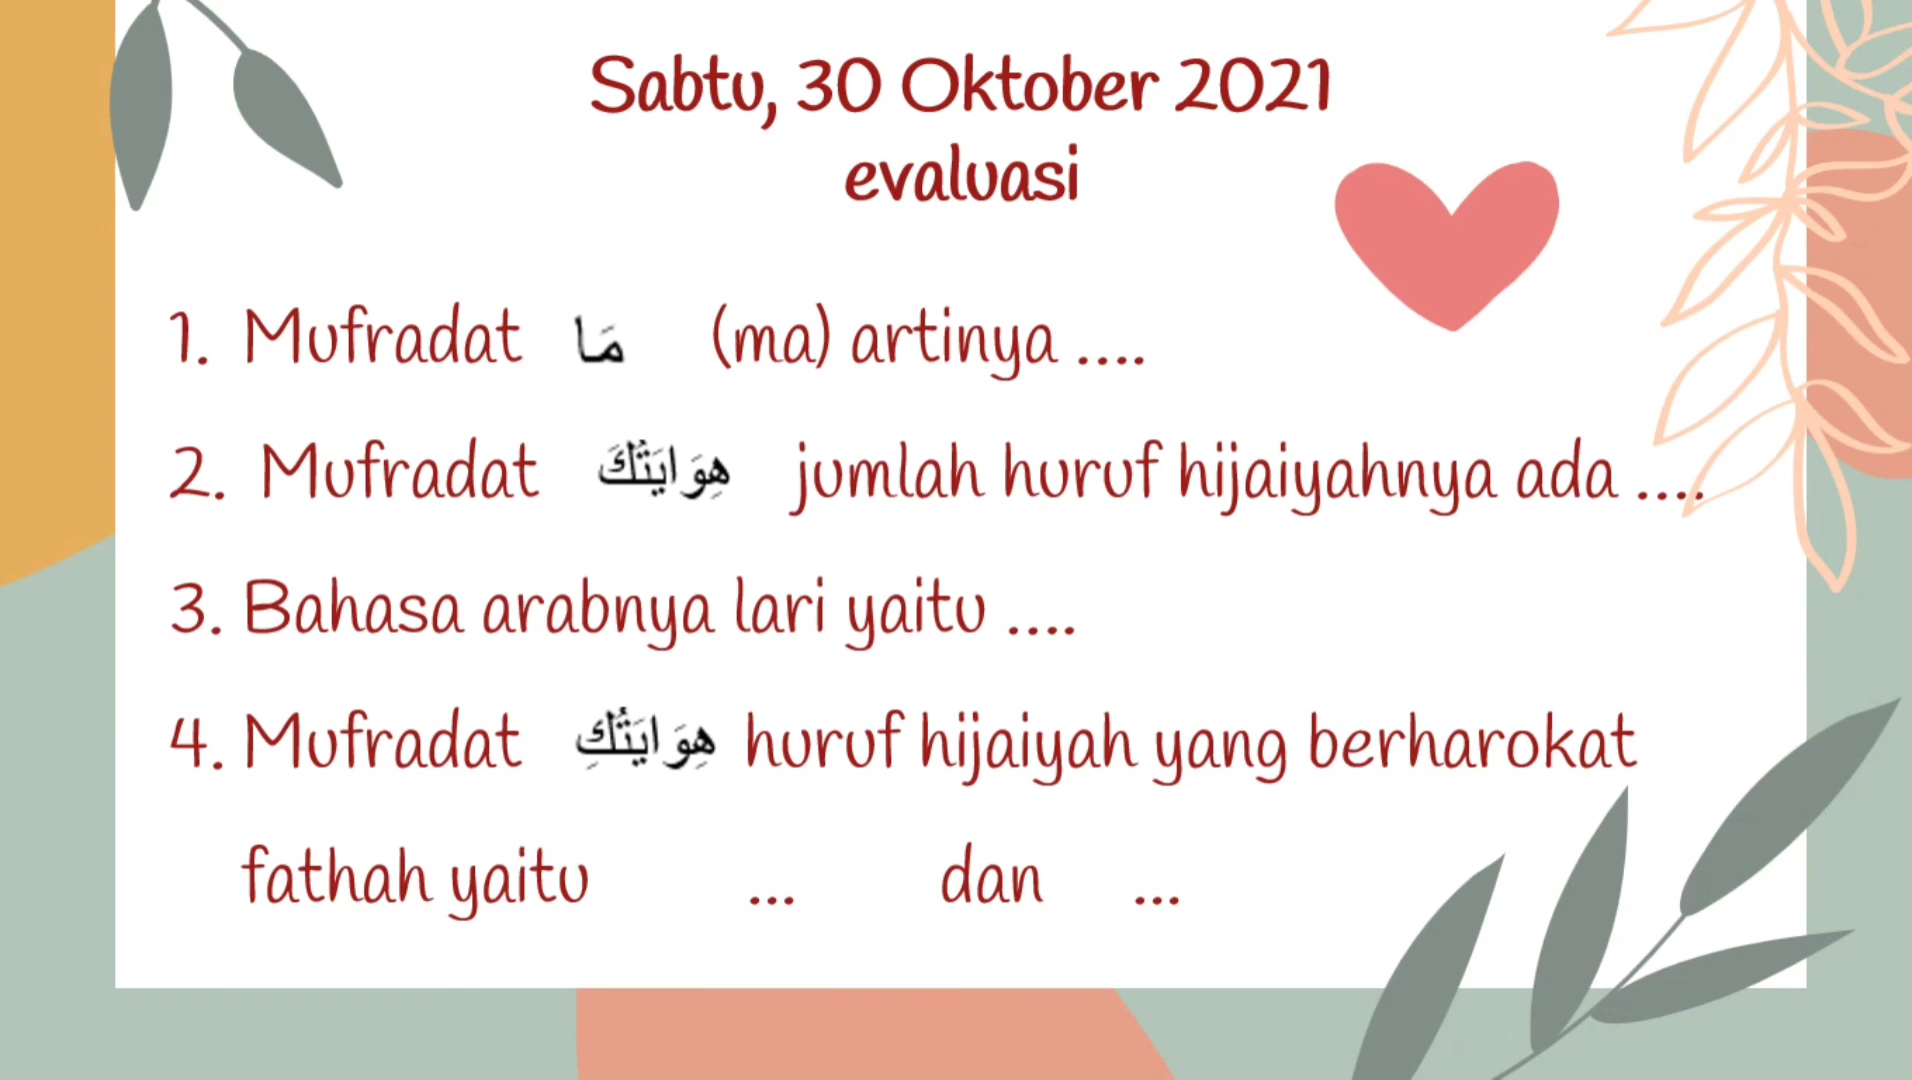 Sabtu, 30 Oktober 2021
evaluasi
1. Mufradat مَا (ma) artinya ....
2. Mufradat هِوَايَتُكَ jumlah huruf hijaiyahnya ada ....
3. Bahasa arabnya lari yaitu ....
4. Mufradat هِوَايَتُكِ huruf hijaiyah yang berharokat
fathah yaitu ... dan ...